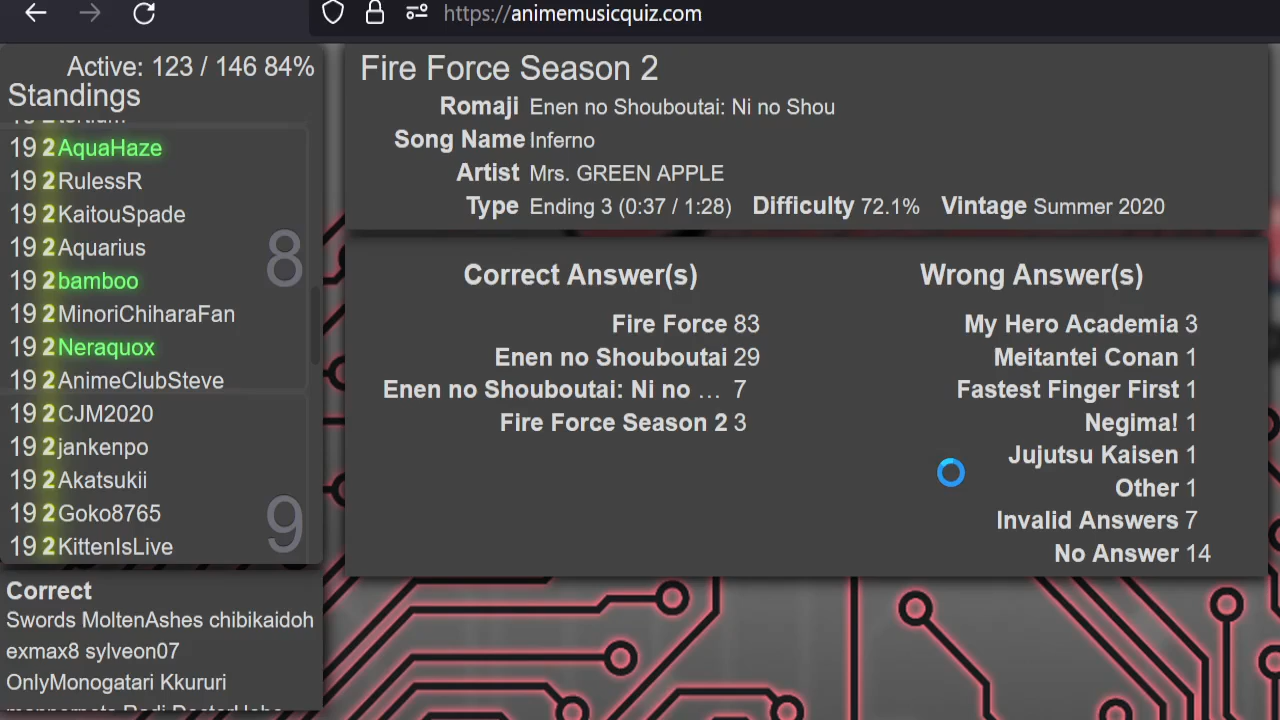 https://animemusicquiz.com
Active: 123 / 146 84%
Standings
19 2 AquaHaze
19 2 RulessR
19 2 KaitouSpade
19 2 Aquarius
19 2 bamboo
8
19 2 MinoriChiharaFan
19 2 Neraquox
19 2 AnimeClubSteve
19 2 CJM2020
19 2 jankenpo
19 2 Akatsukii
19 2 Goko8765
9
19 2 KittenIsLive
Correct
Swords MoltenAshes chibikaidoh
exmax8 sylveon07
OnlyMonogatari Kkururi
Fire Force Season 2
Romaji Enen no Shouboutai: Ni no Shou
Song Name Inferno
Artist Mrs. GREEN APPLE
Type Ending 3 (0:37 / 1:28) Difficulty 72.1% Vintage Summer 2020
Correct Answer(s)
Fire Force 83
Enen no Shouboutai 29
Enen no Shouboutai: Ni no ... 7
Fire Force Season 2 3
Wrong Answer(s)
My Hero Academia 3
Meitantei Conan 1
Fastest Finger First 1
Negima! 1
Jujutsu Kaisen 1
Other 1
Invalid Answers 7
No Answer 14